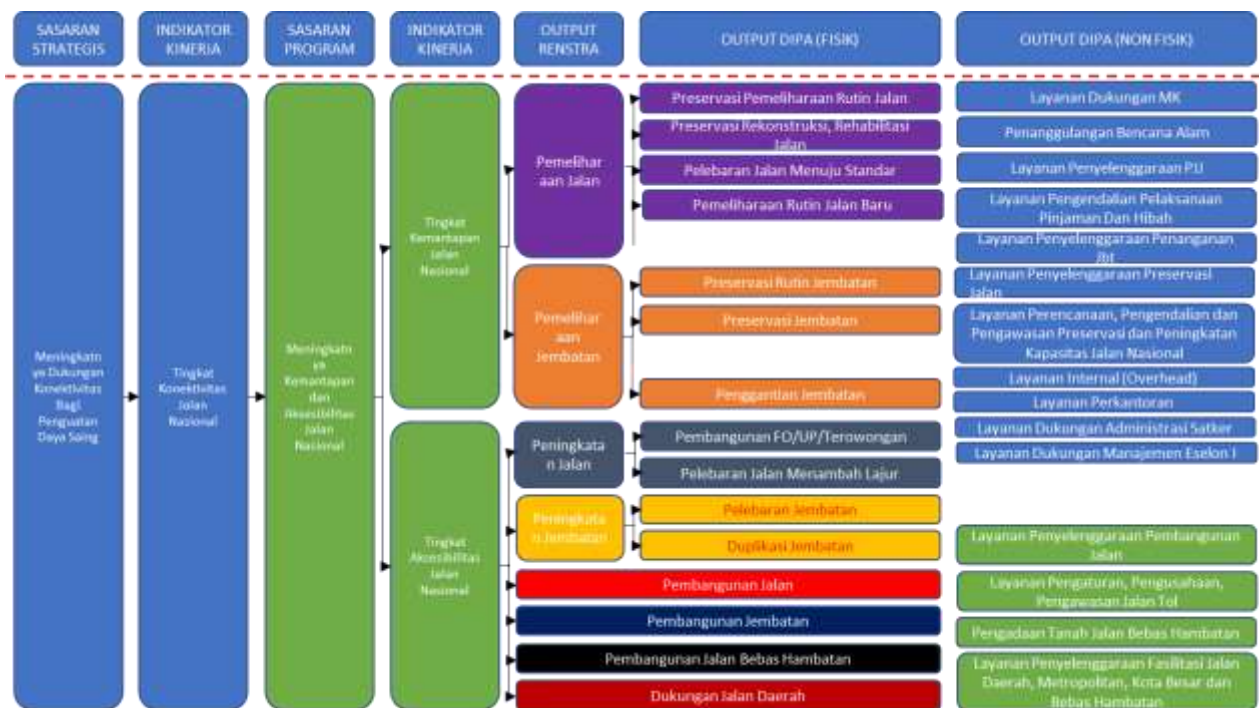 SASARAN
STRATEGIS
INDIKATOR
KINERJA
SASARAN
PROGRAM
INDIKATOR
KINERJA
OUTPUT
RENSTRA
OUTPUT DIPA (FISIK)
OUTPUT DIPA (NON FISIK)
Meningkatn
ya Dukungan
Konektivitas
Bagi
Penguatan
Daya Saing
Tingkat
Konektivitas
Jalan
Nasional
Meningkatn
ya
Kemantapan
dan
Aksesibilitas
Jalan
Nasional
Tingkat
Kemantapan
Jalan
Nasional
Tingkat
Aksesibilitas
Jalan
Nasional
Pemelihar
aan Jalan
Pemelihar
aan
Jembatan
Peningkata
n Jalan
Peningkata
n Jembatan
Preservasi Pemeliharaan Rutin Jalan
Preservasi Rekonstruksi, Rehabilitasi
Jalan
Pelebaran Jalan Menuju Standar
Pemeliharaan Rutin Jalan Baru
Preservasi Rutin Jembatan
Preservasi Jembatan
Penggantian Jembatan
Pembangunan FO/UP/Terowongan
Pelebaran Jalan Menambah Lajur
Pelebaran Jembatan
Duplikasi Jembatan
Pembangunan Jalan
Pembangunan Jembatan
Pembangunan Jalan Bebas Hambatan
Dukungan Jalan Daerah
Layanan Dukungan MK
Penanggulangan Bencana Alam
Layanan Penyelenggaraan PJJ
Layanan Pengendalian Pelaksanaan
Pinjaman Dan Hibah
Layanan Penyelenggaraan Penanganan
Jbt
Layanan Penyelenggaraan Preservasi
Jalan
Layanan Perencanaan, Pengendalian dan
Pengawasan Preservasi dan Peningkatan
Kapasitas Jalan Nasional
Layanan Internal (Overhead)
Layanan Perkantoran
Layanan Dukungan Administrasi Satker
Layanan Dukungan Manajemen Eselon I
Layanan Penyelenggaraan Pembangunan
Jalan
Layanan Pengaturan, Pengusahaan,
Pengawasan Jalan Tol
Pengadaan Tanah Jalan Bebas Hambatan
Layanan Penyelenggaraan Fasilitasi Jalan
Daerah, Metropolitan, Kota Besar dan
Bebas Hambatan